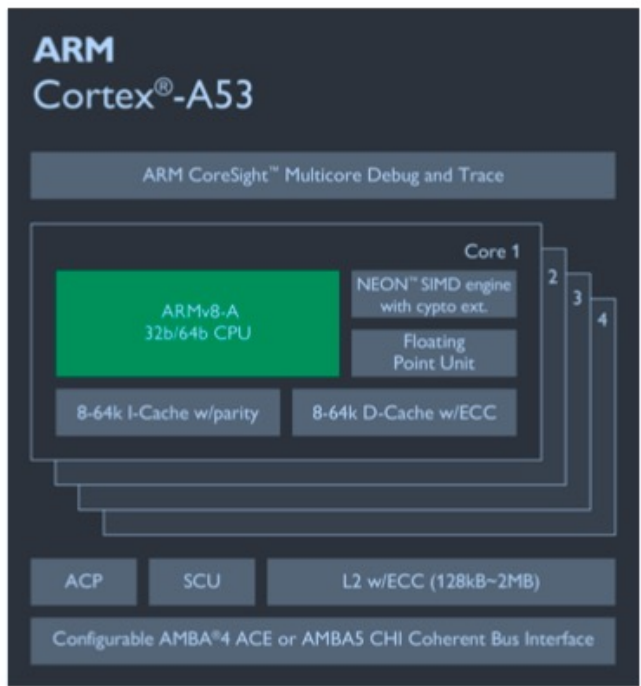 ARM
Cortex®-A53
ARM CoreSight™ Multicore Debug and Trace
Core 1
2
3
4
ARMv8-A
32b/64b CPU
NEON™ SIMD engine
with cypto ext.
Floating
Point Unit
8-64k I-Cache w/parity
8-64k D-Cache w/ECC
ACP
SCU
L2 w/ECC (128kB~2MB)
Configurable AMBA®4 ACE or AMBA5 CHI Coherent Bus Interface